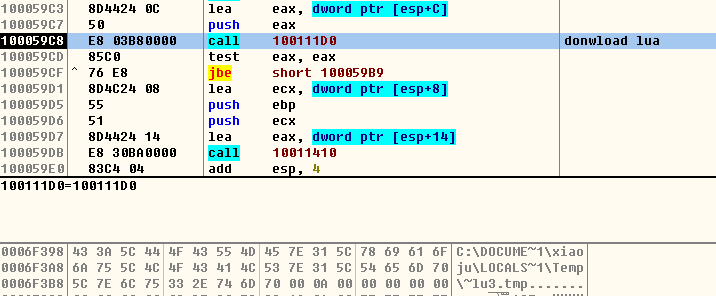 100059C3 8D4424 0C lea eax, dword ptr [esp+C]
100059C7 50 push eax
100059C8 E8 03B80000 call 100111D0 donwload lua
100059CD 85C0 test eax, eax
100059CF ^ 76 E8 jbe short 100059B9
100059D1 8D4C24 08 lea ecx, dword ptr [esp+8]
100059D5 55 push ebp
100059D6 51 push ecx
100059D7 8D4424 14 lea eax, dword ptr [esp+14]
100059DB E8 30BA0000 call 10011410
100059E0 83C4 04 add esp, 4
100111D0=100111D0
0006F398 43 3A 5C 44 4F 43 55 4D 45 7E 31 5C 78 69 61 6F C:\DOCUME~1\xiao
0006F3A8 6A 75 5C 4C 4F 43 41 4C 53 7E 31 5C 54 65 6D 70 ju\LOCALS~1\Temp
0006F3B8 5C 7E 6C 75 33 2E 74 6D 70 00 0A 00 00 00 00 00 \~lu3.tmp.......